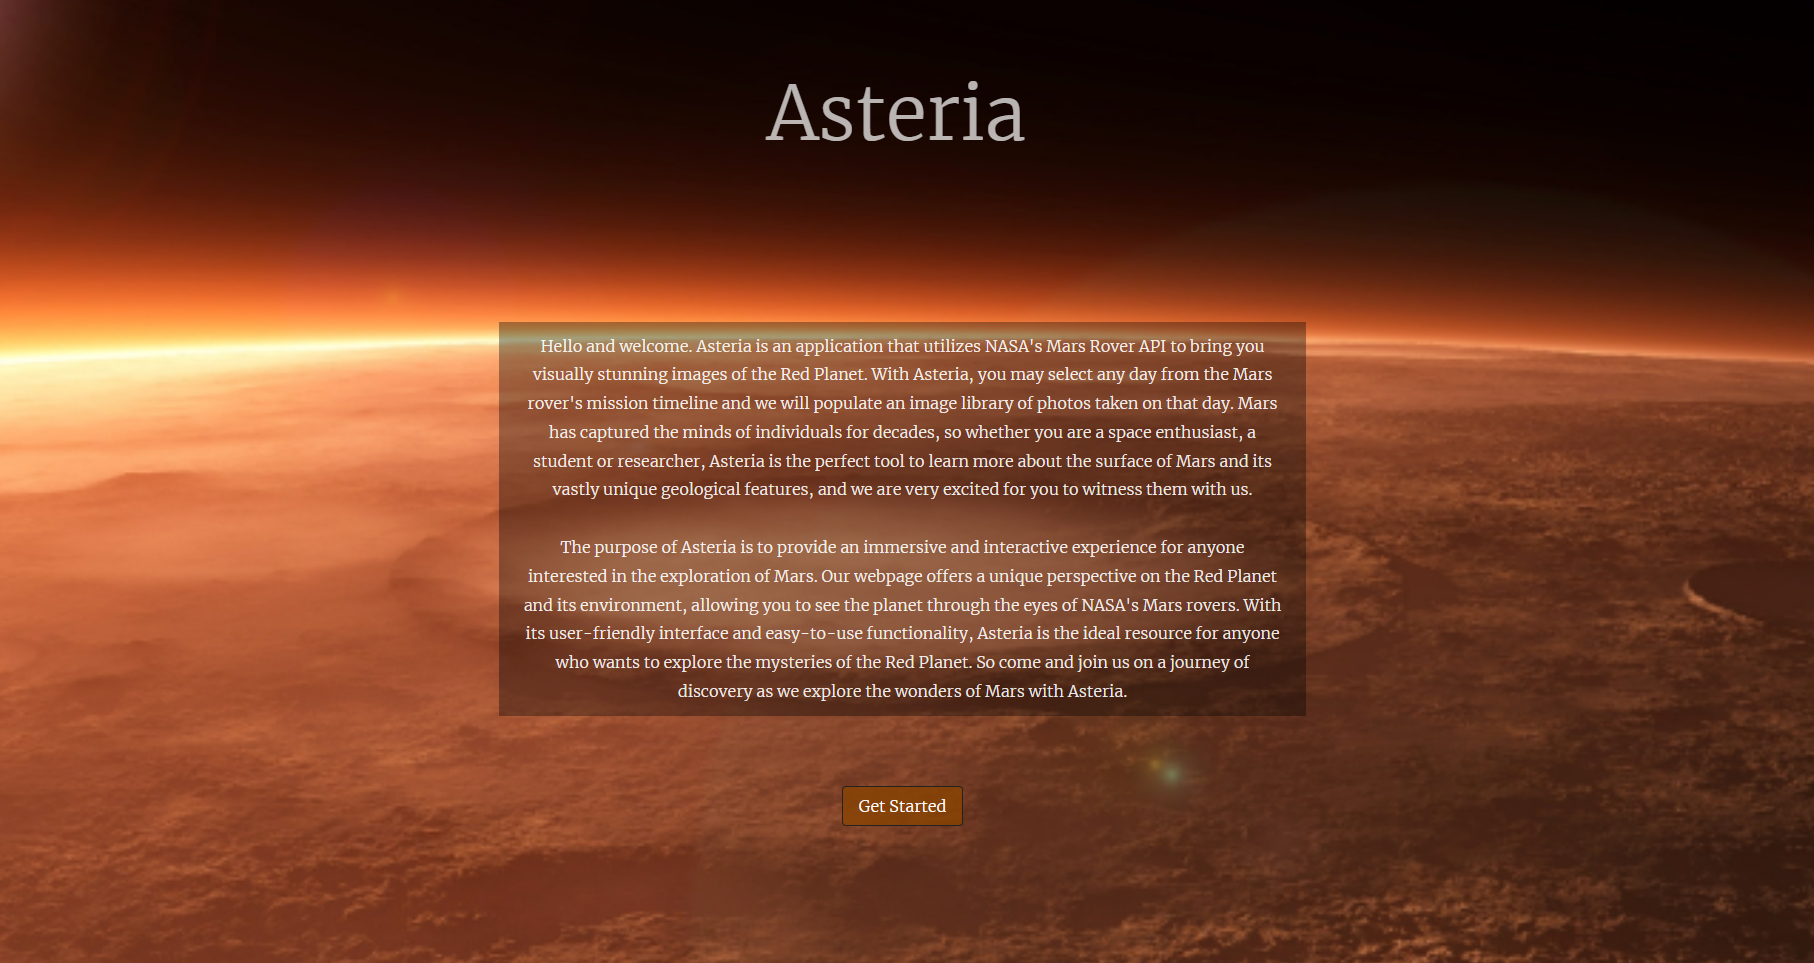 Asteria
Hello and welcome. Asteria is an application that utilizes NASA's Mars Rover API to bring you
visually stunning images of the Red Planet. With Asteria, you may select any day from the Mars
rover's mission timeline and we will populate an image library of photos taken on that day. Mars
has captured the minds of individuals for decades, so whether you are a space enthusiast, a
student or researcher, Asteria is the perfect tool to learn more about the surface of Mars and its
vastly unique geological features, and we are very excited for you to witness them with us.
The purpose of Asteria is to provide an immersive and interactive experience for anyone
interested in the exploration of Mars. Our webpage offers a unique perspective on the Red Planet
and its environment, allowing you to see the planet through the eyes of NASA's Mars rovers. With
its user-friendly interface and easy-to-use functionality, Asteria is the ideal resource for anyone
who wants to explore the mysteries of the Red Planet. So come and join us on a journey of
discovery as we explore the wonders of Mars with Asteria.
Get Started